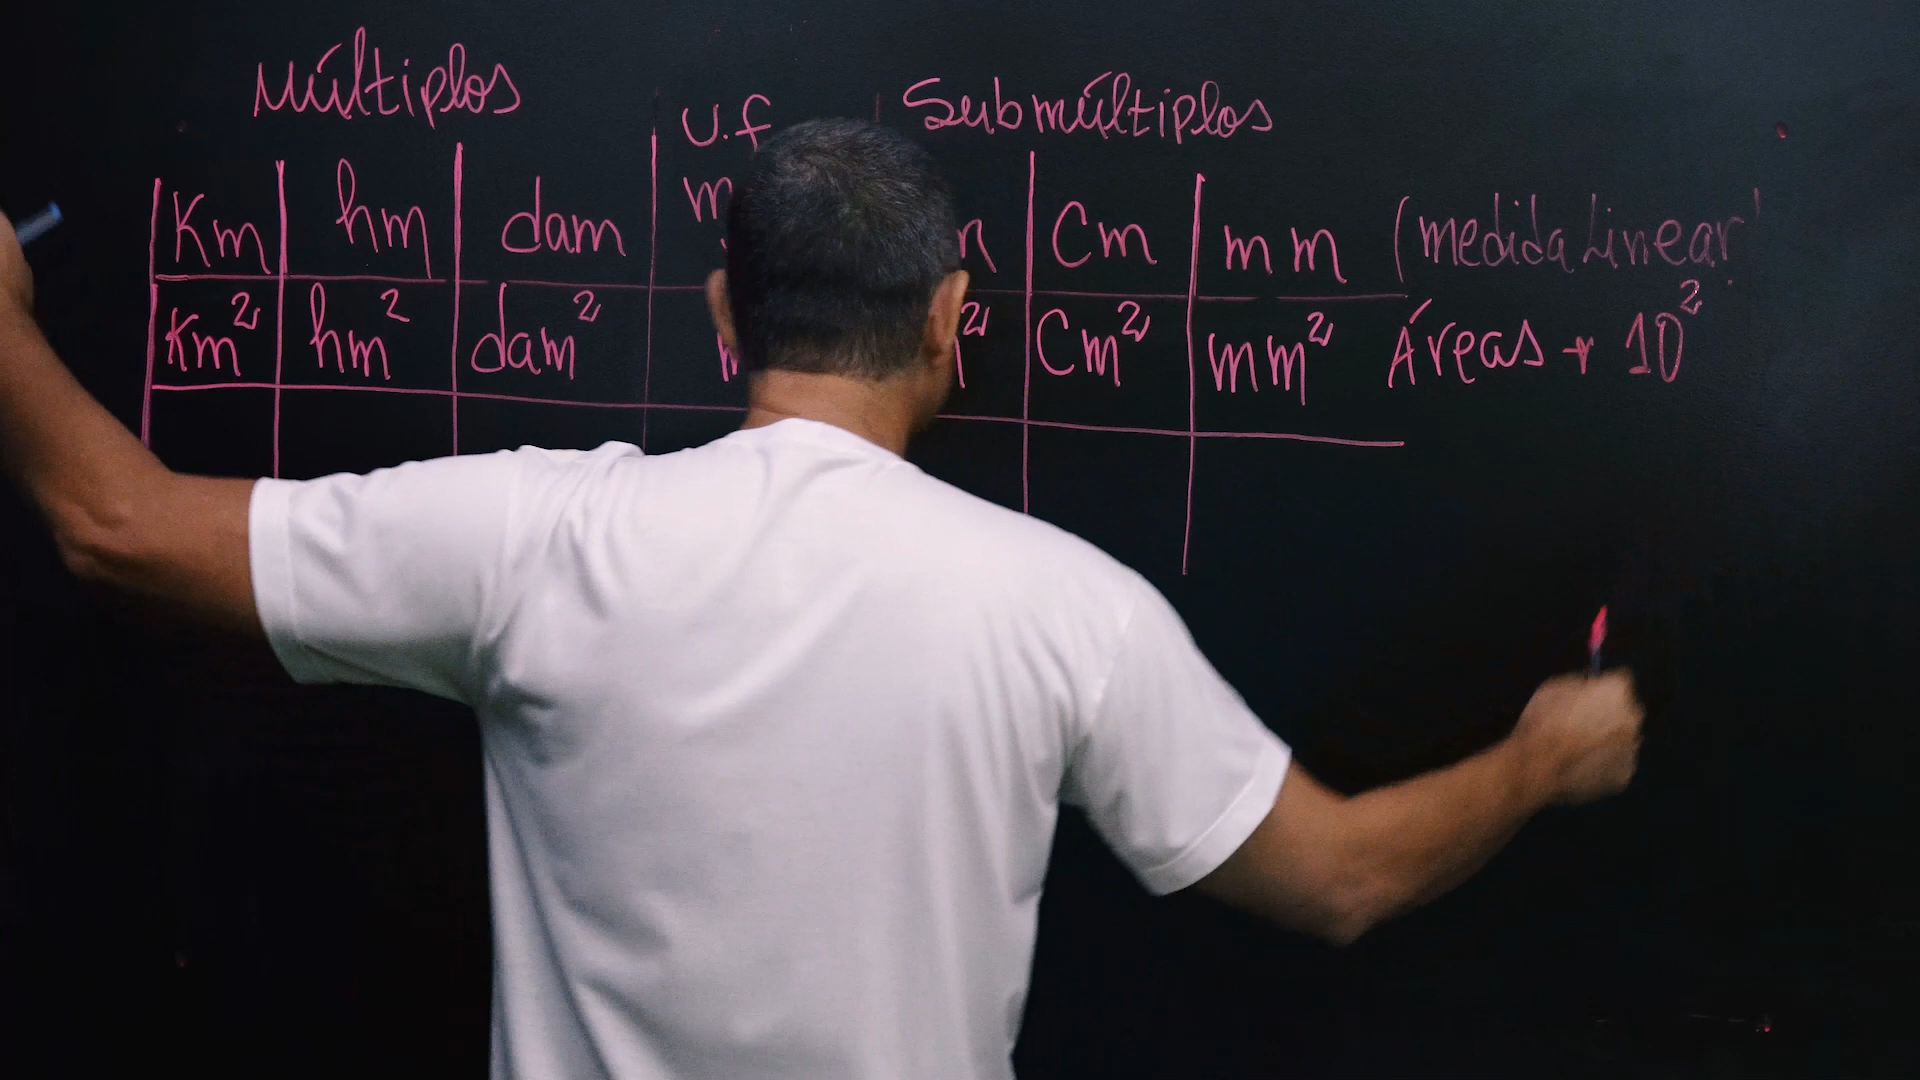 Múltiplos u.f Submúltiplos
Km hm dam Cm mm (medida Linear)
Km² hm² dam² Cm² mm² Áreas → 10²